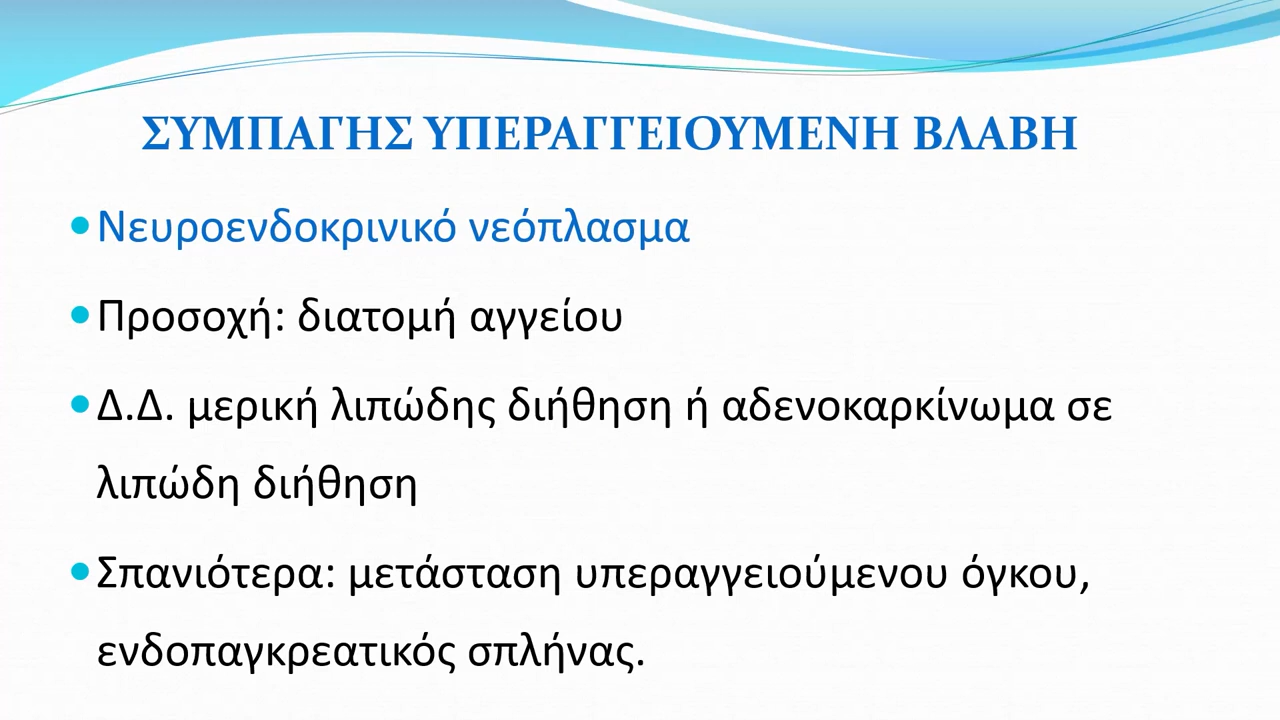 ΣΥΜΠΑΓΗΣ ΥΠΕΡΑΓΓΕΙΟΥΜΕΝΗ ΒΛΑΒΗ
•Νευροενδοκρινικό νεόπλασμα
•Προσοχή: διατομή αγγείου
•Δ.Δ. μερική λιπώδης διήθηση ή αδενοκαρκίνωμα σε
λιπώδη διήθηση
•Σπανιότερα: μετάσταση υπεραγγειούμενου όγκου,
ενδοπαγκρεατικός σπλήνας.